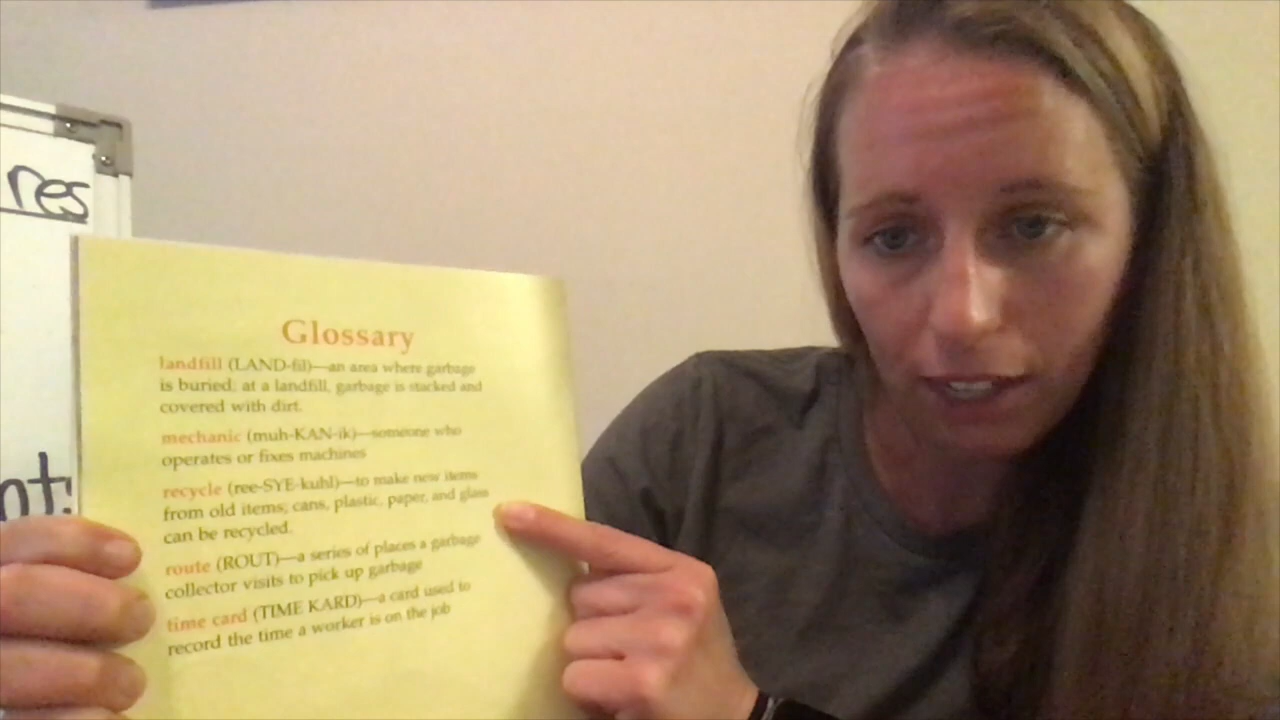 res
nt:
Glossary
landfill (LAND-fil)—an area where garbage
is buried; at a landfill, garbage is stacked and
covered with dirt.
mechanic (muh-KAN-ik)—someone who
operates or fixes machines
recycle (ree-SYE-kuhl)—to make new items
from old items; cans, plastic, paper, and glass
can be recycled.
route (ROUT)—a series of places a garbage
collector visits to pick up garbage
time card (TIME KARD)—a card used to
record the time a worker is on the job